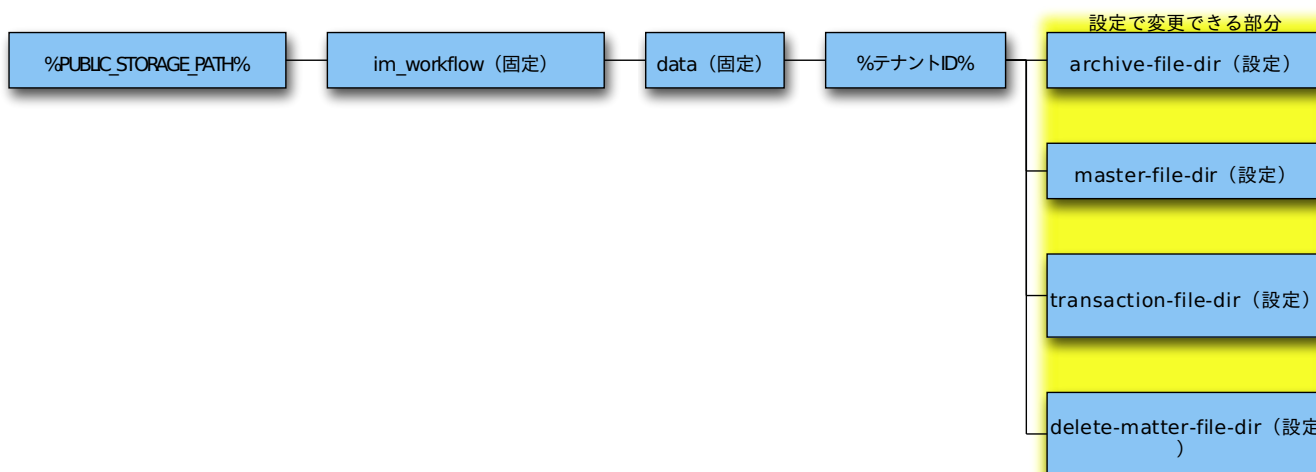 設定で変更できる部分
%PUBLIC_STORAGE_PATH%
im_workflow（固定）
data（固定）
%テナントID%
archive-file-dir（設定）
master-file-dir（設定）
transaction-file-dir（設定）
delete-matter-file-dir（設定
）